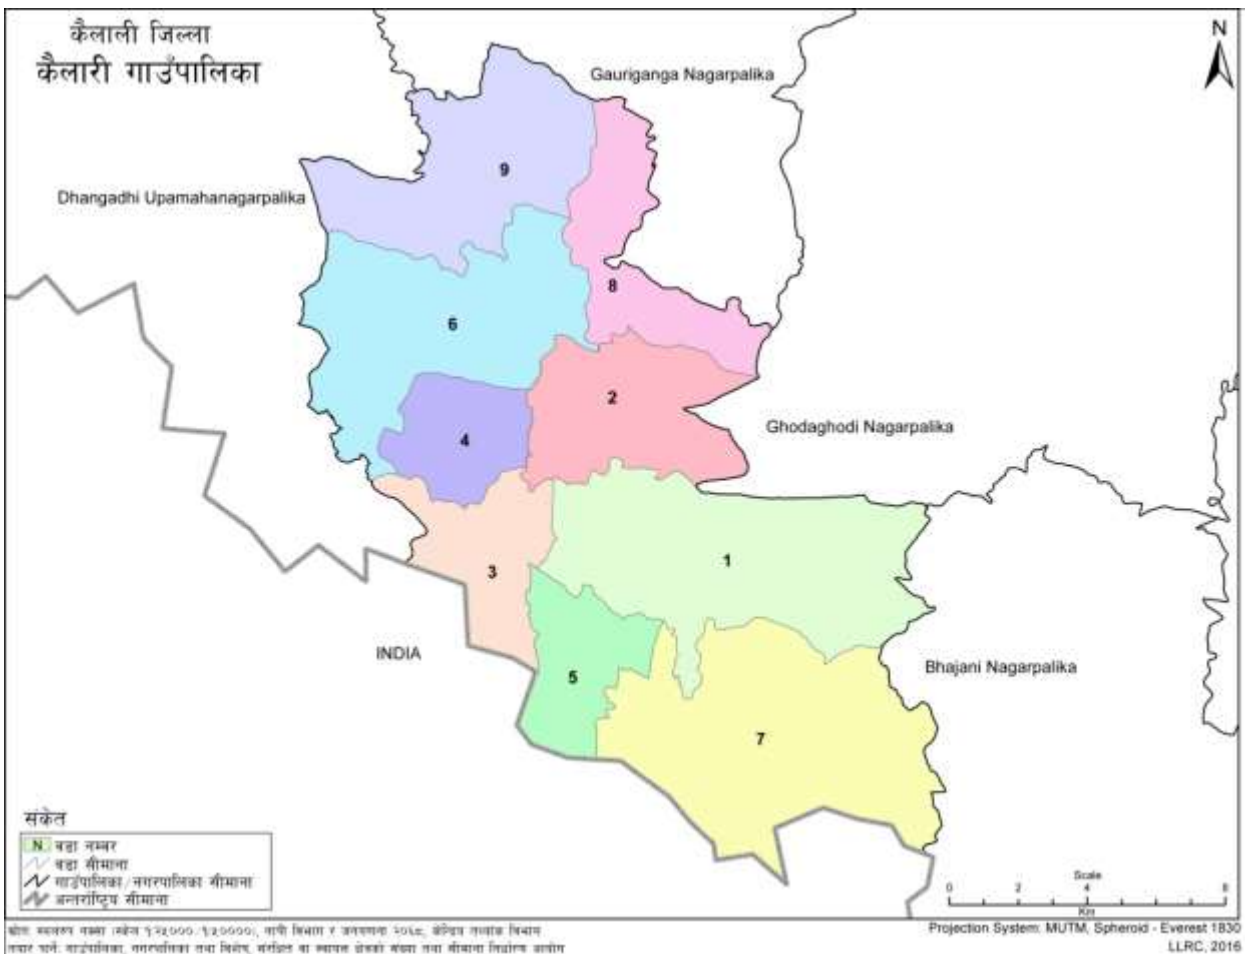 कैलाली जिल्ला
कैलारी गाउँपालिका
N
Gauriganga Nagarpalika
9
Dhangadhi Upamahanagarpalika
8
6
2
Ghodaghodi Nagarpalika
4
1
3
INDIA
Bhajani Nagarpalika
5
7
संकेत
N वडा नम्बर
वडा सीमाना
गाउँपालिका/नगरपालिका सीमाना
अन्तर्राष्ट्रिय सीमाना
Scale
0 2 4 8
Km
Projection System: MUTM, Spheroid - Everest 1830
LLRC, 2016